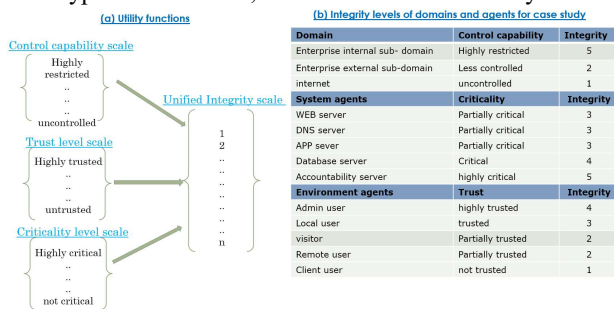 (a) Utility functions
Control capability scale
Highly
restricted
..
..
..
uncontrolled
Trust level scale
Highly trusted
..
..
..
untrusted
Criticality level scale
Highly critical
..
..
..
not critical
Unified Integrity scale
1
2
..
..
..
..
..
..
..
n
(b) Integrity levels of domains and agents for case study
Domain Control capability Integrity
Enterprise internal sub- domain Highly restricted 5
Enterprise external sub-domain Less controlled 2
internet uncontrolled 1
System agents Criticality Integrity
WEB server Partially critical 3
DNS server Partially critical 3
APP sever Partially critical 3
Database server Critical 4
Accountability server highly critical 5
Environment agents Trust Integrity
Admin user highly trusted 4
Local user trusted 3
visitor Partially trusted 2
Remote user Partially trusted 2
Client user not trusted 1